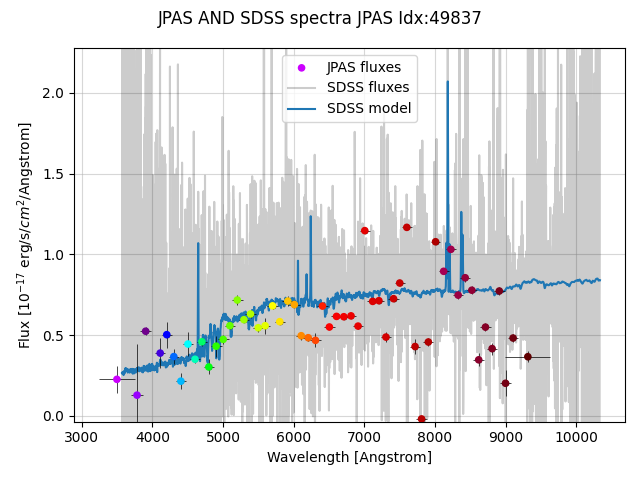 JPAS AND SDSS spectra JPAS Idx:49837
JPAS fluxes
SDSS fluxes
SDSS model
2.0
1.5
1.0
0.5
0.0
Flux [10⁻¹⁷ erg/s/cm²/Angstrom]
3000 4000 5000 6000 7000 8000 9000 10000
Wavelength [Angstrom]